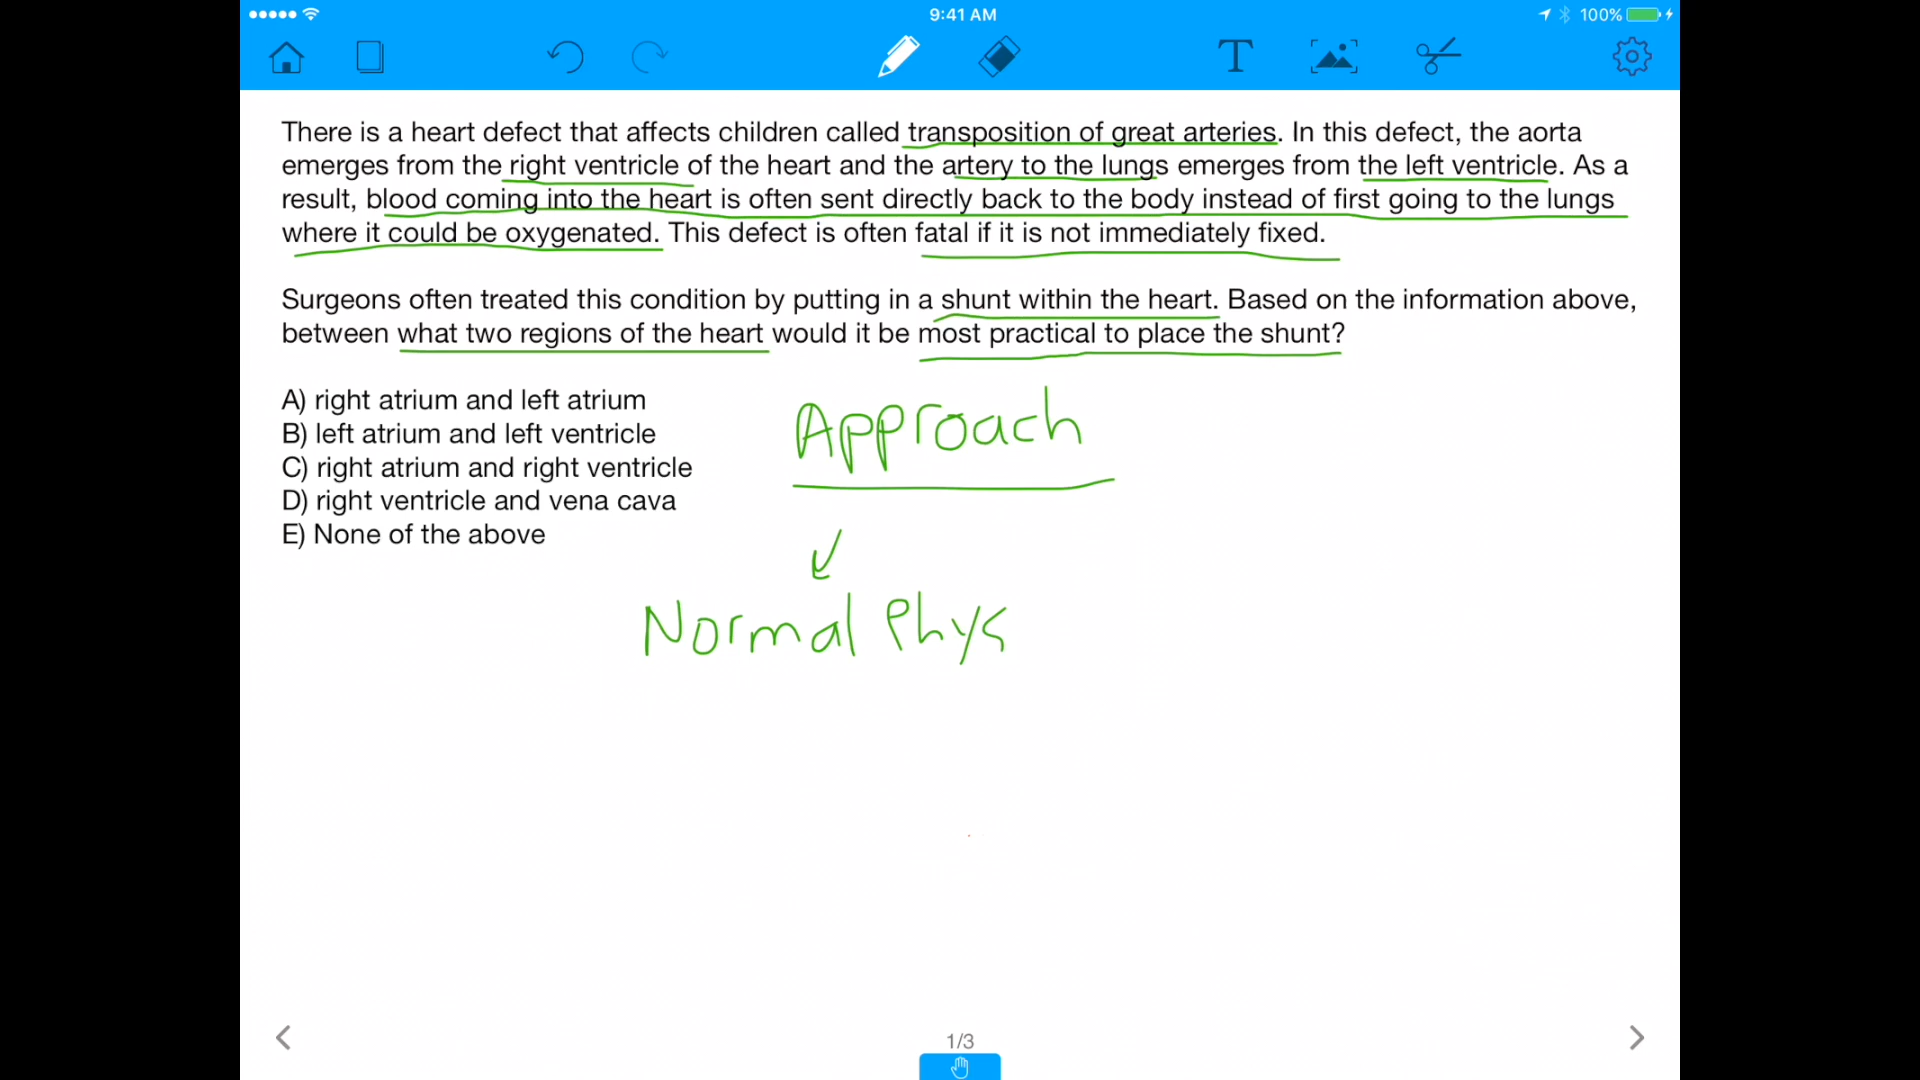 9:41 AM
100%
T
There is a heart defect that affects children called transposition of great arteries. In this defect, the aorta
emerges from the right ventricle of the heart and the artery to the lungs emerges from the left ventricle. As a
result, blood coming into the heart is often sent directly back to the body instead of first going to the lungs
where it could be oxygenated. This defect is often fatal if it is not immediately fixed.
Surgeons often treated this condition by putting in a shunt within the heart. Based on the information above,
between what two regions of the heart would it be most practical to place the shunt?
A) right atrium and left atrium
B) left atrium and left ventricle
C) right atrium and right ventricle
D) right ventricle and vena cava
E) None of the above
Approach
Normal Phys
1/3